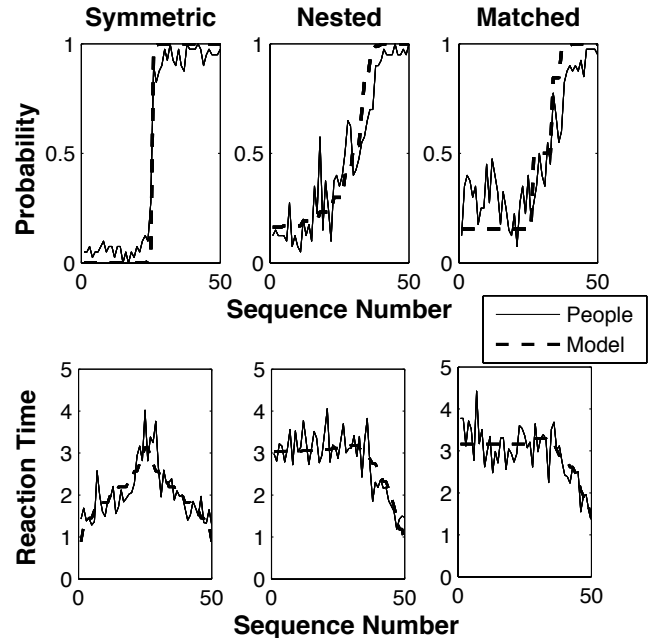 Symmetric Nested Matched
Probability
1 1 1
0.5 0.5 0.5
0 0 0
0 50 0 50 0 50
Sequence Number
People
Model
Reaction Time
5 5 5
4 4 4
3 3 3
2 2 2
1 1 1
0 0 0
0 50 0 50 0 50
Sequence Number